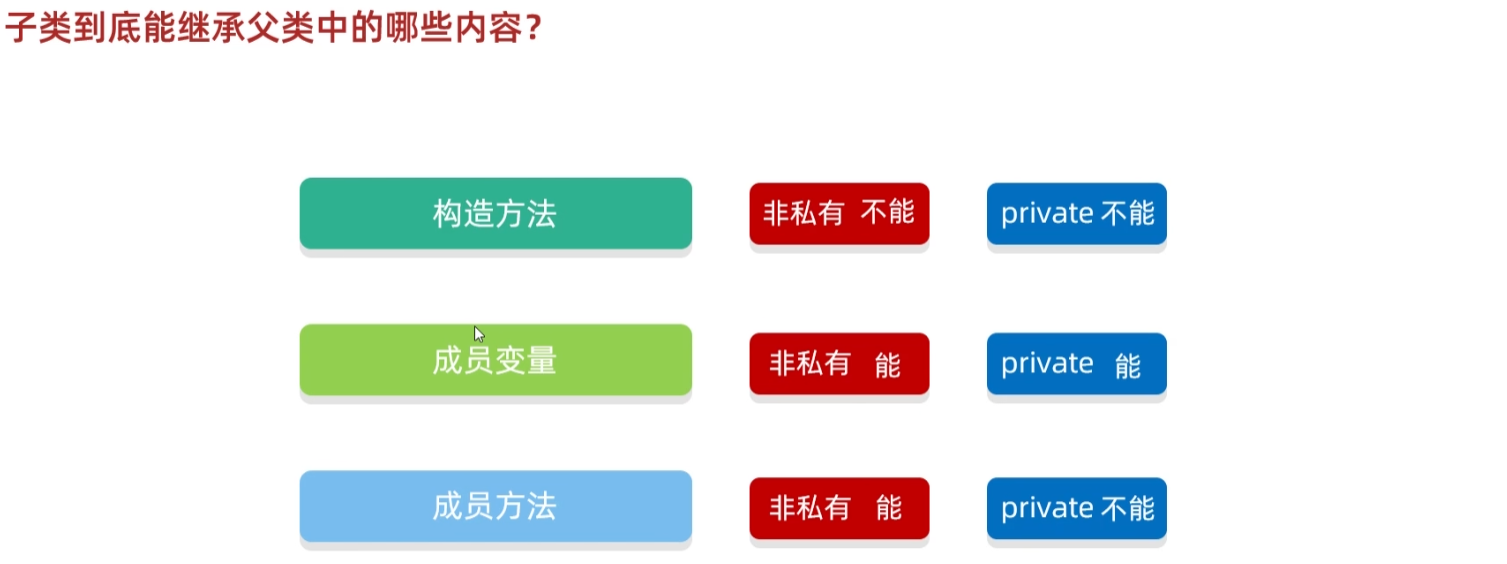 子类到底能继承父类中的哪些内容？
构造方法 非私有 不能 private 不能
成员变量 非私有 能 private 能
成员方法 非私有 能 private 不能